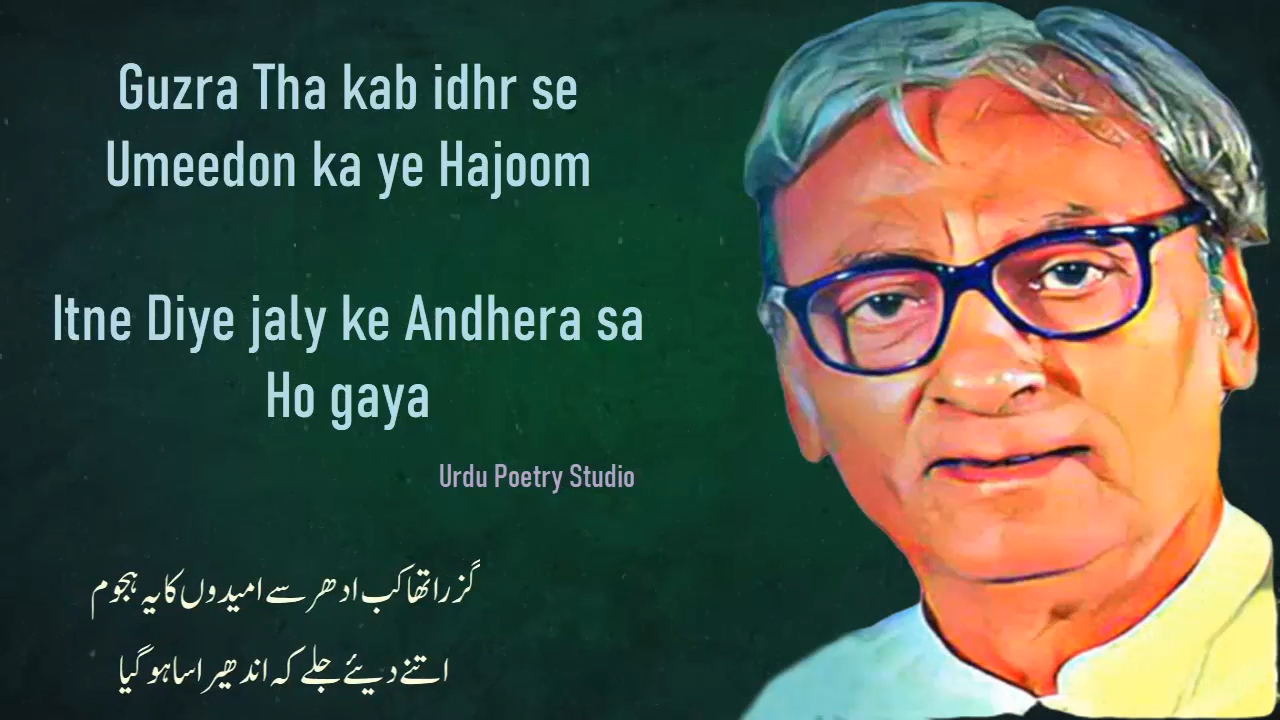 Guzra Tha kab idhr se
Umeedon ka ye Hajoom
Itne Diye jaly ke Andhera sa
Ho gaya
Urdu Poetry Studio
گزرا تھا کب ادھر سے امیدوں کا یہ ہجوم
اتنے دیئے جلے کہ اندھیرا سا ہو گیا